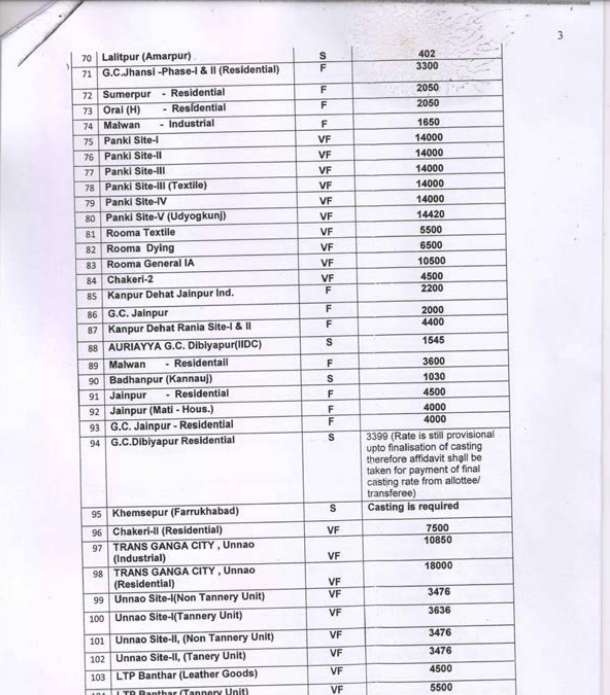 3
70 Lalitpur (Amarpur) S 402
71 G.C.Jhansi -Phase-I & II (Residential) F 3300
72 Sumerpur - Residential F 2050
73 Orai (H) - Residential F 2050
74 Malwan - Industrial F 1650
75 Panki Site-I VF 14000
76 Panki Site-II VF 14000
77 Panki Site-III VF 14000
78 Panki Site-III (Textile) VF 14000
79 Panki Site-IV VF 14000
80 Panki Site-V (Udyogkunj) VF 14420
81 Rooma Textile VF 5500
82 Rooma Dying VF 6500
83 Rooma General IA VF 10500
84 Chakeri-2 VF 4500
85 Kanpur Dehat Jainpur Ind. F 2200
86 G.C. Jainpur F 2000
87 Kanpur Dehat Rania Site-I & II F 4400
88 AURIAYYA G.C. Dibiyapur(IIDC) S 1545
89 Malwan - Residentail F 3600
90 Badhanpur (Kannauj) S 1030
91 Jainpur - Residential F 4500
92 Jainpur (Mati - Hous.) F 4000
93 G.C. Jainpur - Residential F 4000
94 G.C.Dibiyapur Residential S 3399 (Rate is still provisional
upto finalisation of casting
therefore affidavit shall be
taken for payment of final
casting rate from allottee/
transferee)
95 Khemsepur (Farrukhabad) S Casting is required
96 Chakeri-II (Residential) VF 7500
97 TRANS GANGA CITY , Unnao
(Industrial) VF 10850
98 TRANS GANGA CITY , Unnao
(Residential) VF 18000
99 Unnao Site-I(Non Tannery Unit) VF 3476
100 Unnao Site-I(Tannery Unit) VF 3636
101 Unnao Site-II, (Non Tannery Unit) VF 3476
102 Unnao Site-II, (Tanery Unit) VF 3476
103 LTP Banthar (Leather Goods) VF 4500
104 LTP Banthar (Tannery Unit) VF 5500